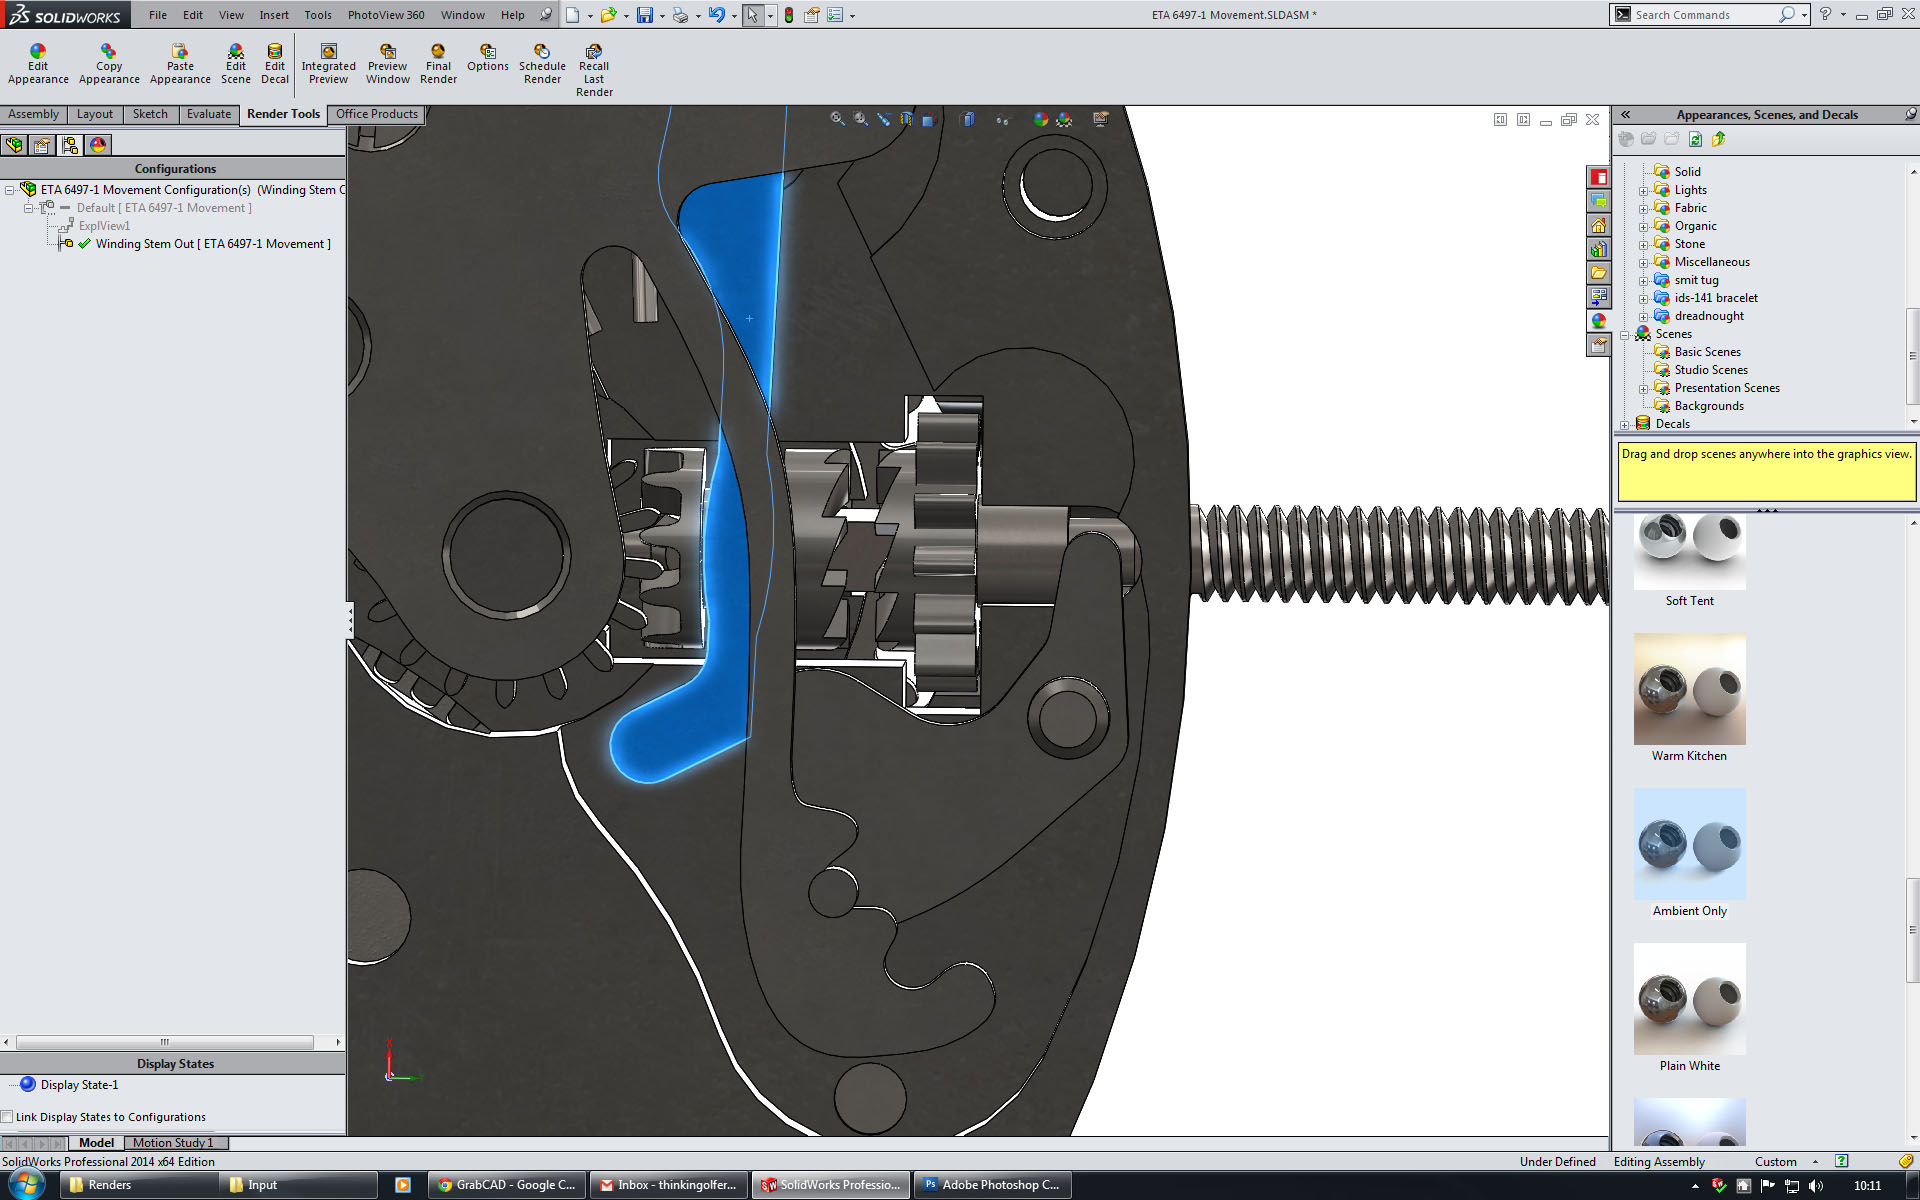 SOLIDWORKS
File Edit View Insert Tools PhotoView 360 Window Help
ETA 6497-1 Movement.SLDASM *
Search Commands
Edit Appearance
Copy Appearance
Paste Appearance
Edit Scene
Edit Decal
Integrated Preview
Preview Window
Final Render
Options
Schedule Render
Recall Last Render
Assembly Layout Sketch Evaluate Render Tools Office Products
Configurations
ETA 6497-1 Movement Configuration(s) (Winding Stem C
Default [ ETA 6497-1 Movement ]
ExplView1
Winding Stem Out [ ETA 6497-1 Movement ]
Display States
Display State-1
Link Display States to Configurations
Appearances, Scenes, and Decals
Solid
Lights
Fabric
Organic
Stone
Miscellaneous
smit tug
ids-141 bracelet
dreadnought
Scenes
Basic Scenes
Studio Scenes
Presentation Scenes
Backgrounds
Decals
Drag and drop scenes anywhere into the graphics view.
Soft Tent
Warm Kitchen
Ambient Only
Plain White
Model Motion Study 1
SolidWorks Professional 2014 x64 Edition
Under Defined Editing Assembly Custom
Renders
Input
GrabCAD - Google C...
Inbox - thinkingolfer...
SolidWorks Professio...
Adobe Photoshop C...
10:11